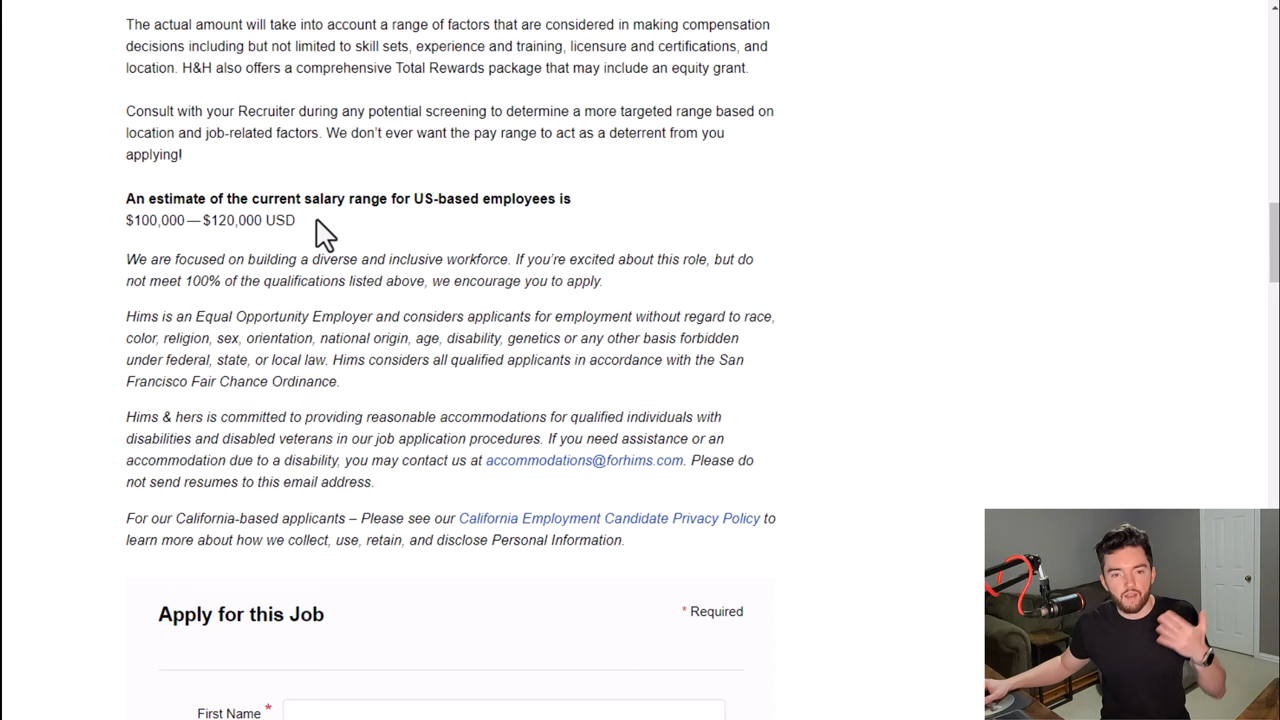 The actual amount will take into account a range of factors that are considered in making compensation
decisions including but not limited to skill sets, experience and training, licensure and certifications, and
location. H&H also offers a comprehensive Total Rewards package that may include an equity grant.
Consult with your Recruiter during any potential screening to determine a more targeted range based on
location and job-related factors. We don't ever want the pay range to act as a deterrent from you
applying!
An estimate of the current salary range for US-based employees is
$100,000—$120,000 USD
We are focused on building a diverse and inclusive workforce. If you're excited about this role, but do
not meet 100% of the qualifications listed above, we encourage you to apply.
Hims is an Equal Opportunity Employer and considers applicants for employment without regard to race,
color, religion, sex, orientation, national origin, age, disability, genetics or any other basis forbidden
under federal, state, or local law. Hims considers all qualified applicants in accordance with the San
Francisco Fair Chance Ordinance.
Hims & hers is committed to providing reasonable accommodations for qualified individuals with
disabilities and disabled veterans in our job application procedures. If you need assistance or an
accommodation due to a disability, you may contact us at accommodations@forhims.com. Please do
not send resumes to this email address.
For our California-based applicants – Please see our California Employment Candidate Privacy Policy to
learn more about how we collect, use, retain, and disclose Personal Information.
Apply for this Job
* Required
First Name *